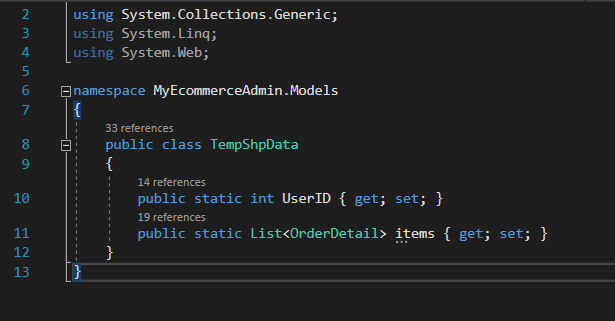 2 using System.Collections.Generic;
3 using System.Linq;
4 using System.Web;
5
6 namespace MyEcommerceAdmin.Models
7 {
33 references
8 public class TempShpData
9 {
14 references
10 public static int UserID { get; set; }
19 references
11 public static List<OrderDetail> items { get; set; }
12 }
13 }